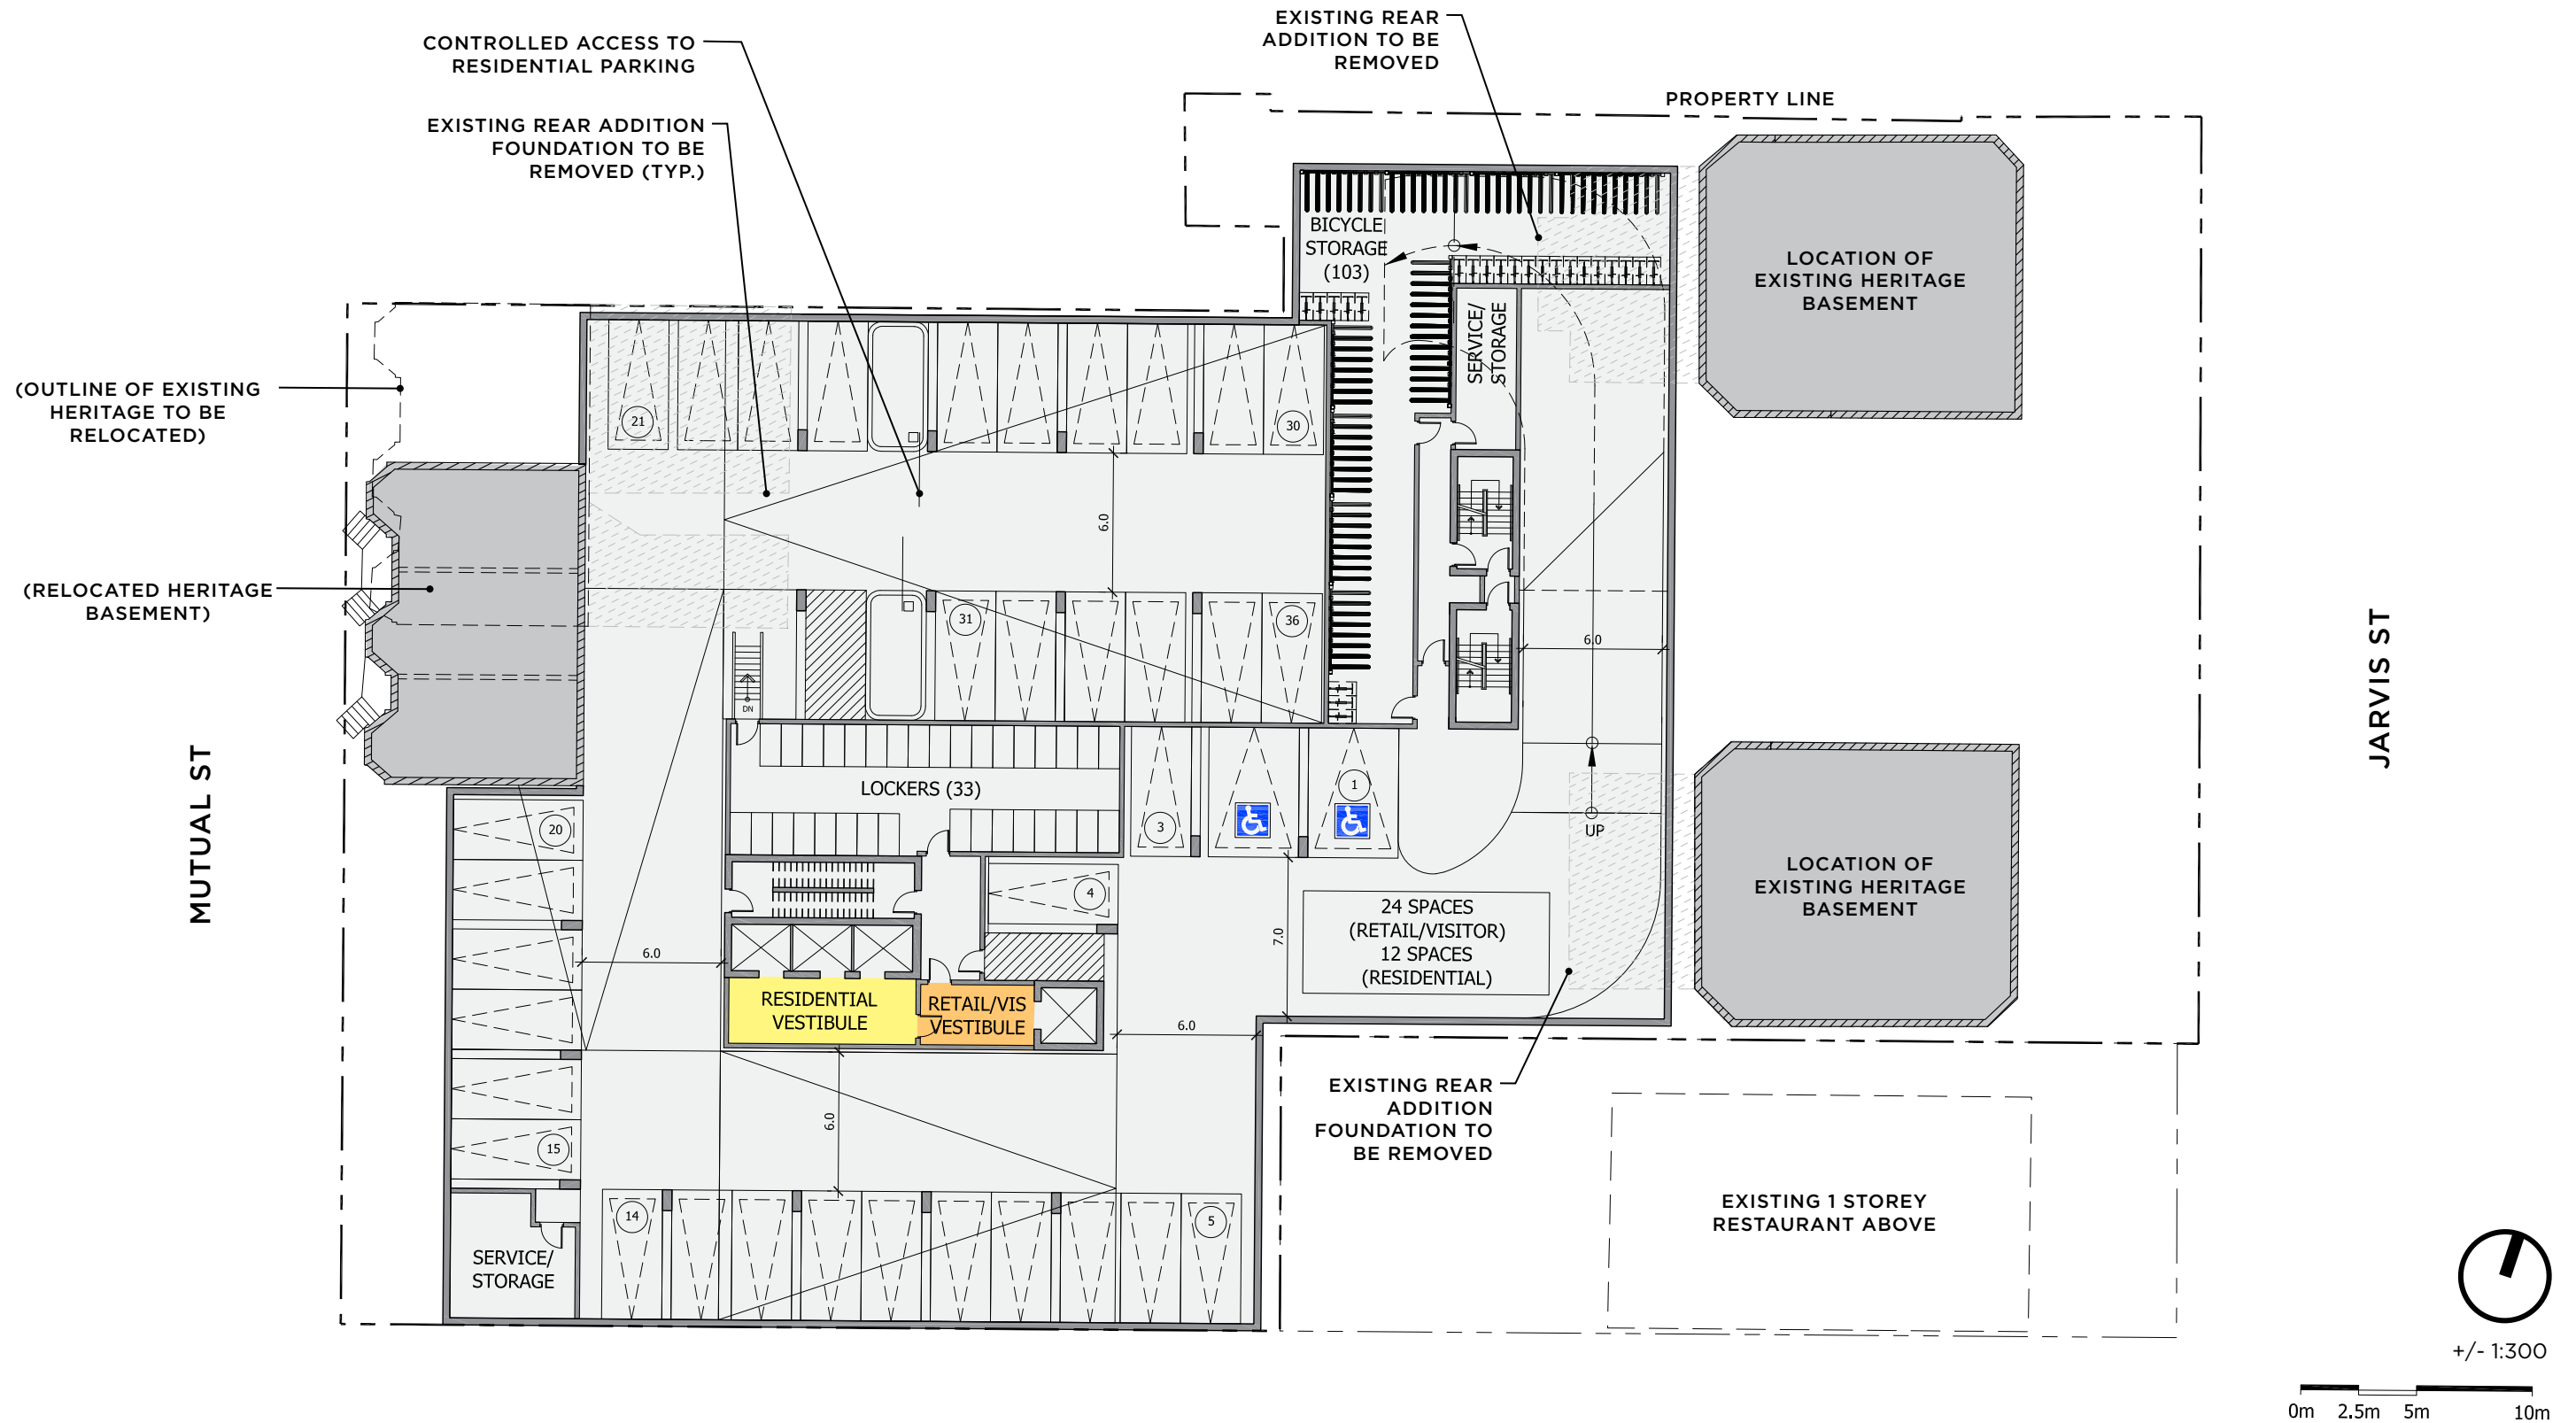 EXISTING REAR
ADDITION TO BE
REMOVED
CONTROLLED ACCESS TO
RESIDENTIAL PARKING
PROPERTY LINE
EXISTING REAR ADDITION
FOUNDATION TO BE
REMOVED (TYP.)
BICYCLE
STORAGE
(103)
LOCATION OF
EXISTING HERITAGE
BASEMENT
SERVICE/
STORAGE
(OUTLINE OF EXISTING
HERITAGE TO BE
RELOCATED)
21
30
6.0
(RELOCATED HERITAGE
BASEMENT)
31
36
6.0
DN
JARVIS ST
MUTUAL ST
LOCKERS (33)
1
3
20
UP
4
LOCATION OF
EXISTING HERITAGE
BASEMENT
24 SPACES
(RETAIL/VISITOR)
12 SPACES
(RESIDENTIAL)
7.0
6.0
RESIDENTIAL
VESTIBULE
RETAIL/VIS
VESTIBULE
6.0
EXISTING REAR
ADDITION
FOUNDATION TO
BE REMOVED
6.0
15
14
5
EXISTING 1 STOREY
RESTAURANT ABOVE
SERVICE/
STORAGE
+/- 1:300
0m 2.5m 5m 10m